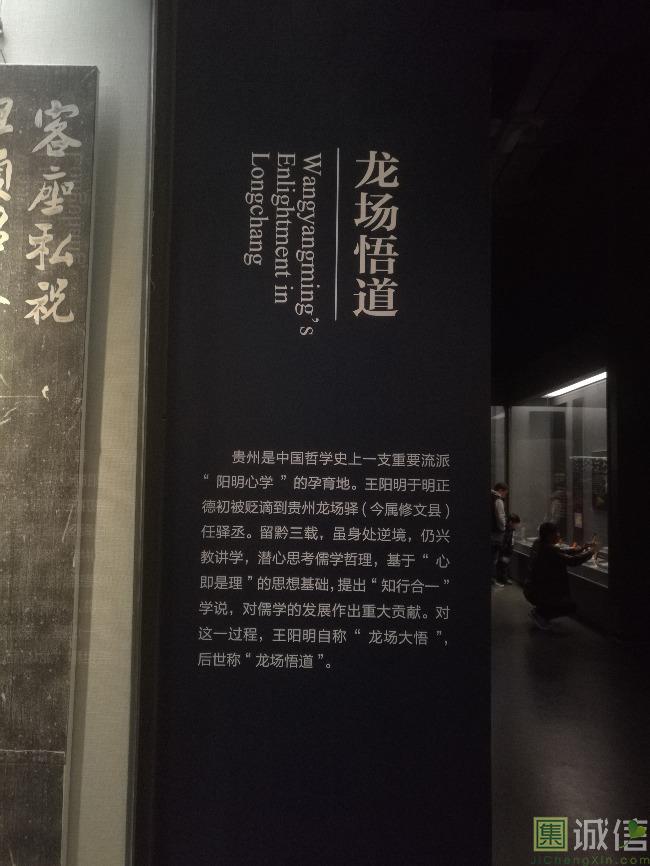 客座私祝
龙场悟道
Wangyangming's
Enlightment in
Longchang
贵州是中国哲学史上一支重要流派
“阳明心学”的孕育地。王阳明于明正
德初被贬谪到贵州龙场驿（今属修文县）
任驿丞。留黔三载，虽身处逆境，仍兴
教讲学，潜心思考儒学哲理，基于“心
即是理”的思想基础，提出“知行合一”
学说，对儒学的发展作出重大贡献。对
这一过程，王阳明自称“龙场大悟”，
后世称“龙场悟道”。
集诚信
JiChengXin.com